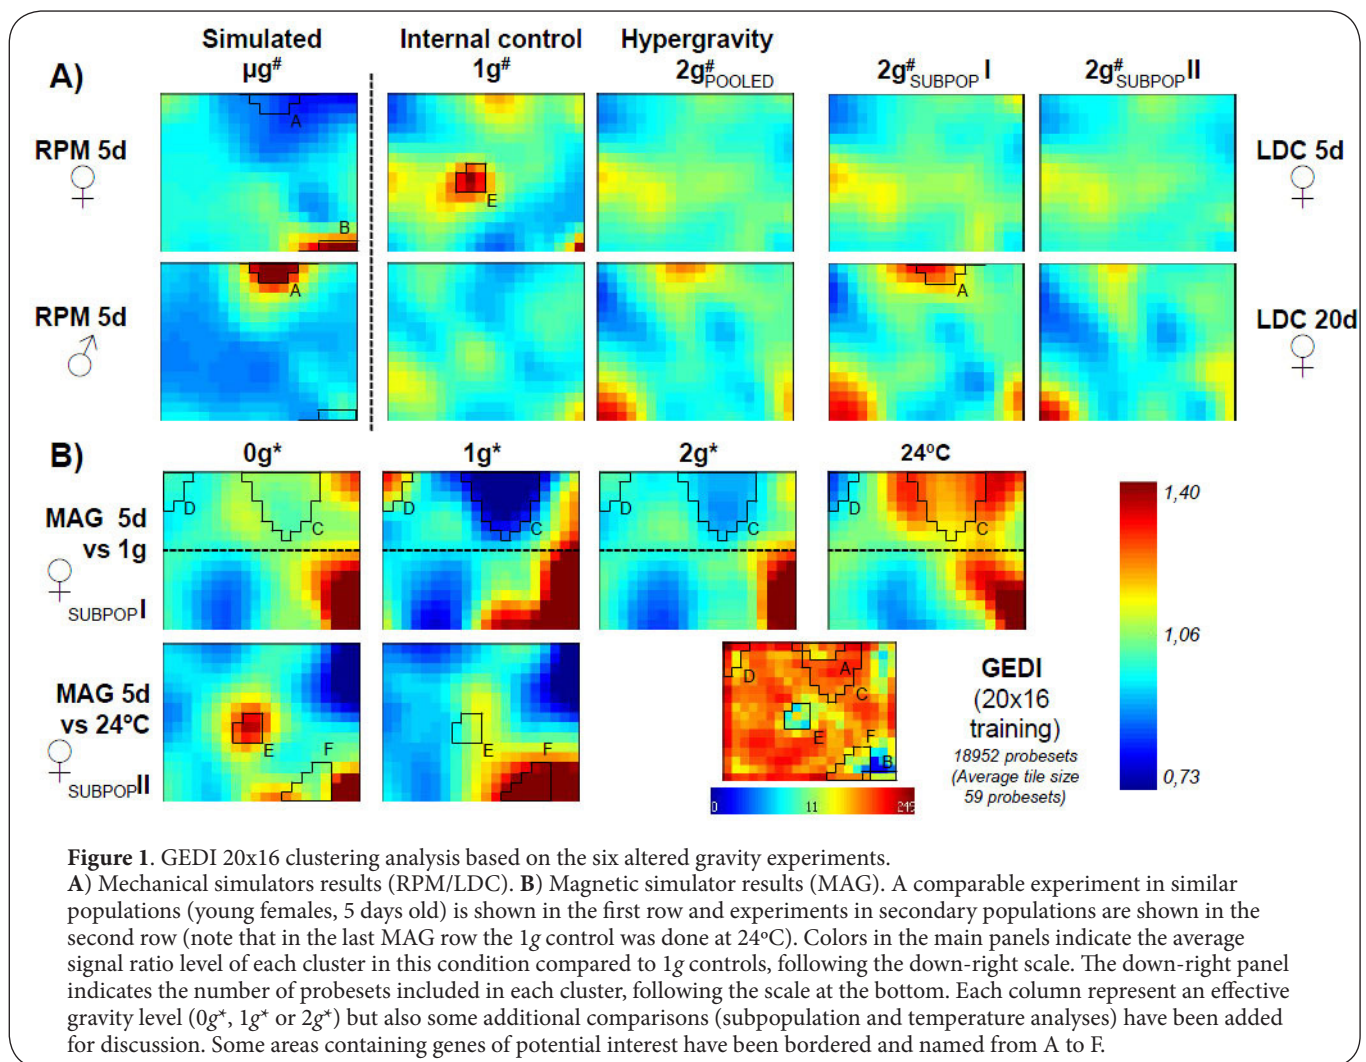 Simulated
µg#
Internal control
1g#
Hypergravity
2g#POOLED
2g#SUBPOP I
2g#SUBPOP II
A)
RPM 5d
♀
A
B
E
LDC 5d
♀
RPM 5d
♂
A
A
LDC 20d
♀
B)
0g*
1g*
2g*
24ºC
MAG 5d
vs 1g
♀
SUBPOP I
D
C
D
C
D
C
D
C
MAG 5d
vs 24ºC
♀
SUBPOP II
E
F
E
F
D
A
C
E
F
B
0
11
249
GEDI
(20x16
training)
18952 probesets
(Average tile size
59 probesets)
1,40
1,06
0,73
Figure 1. GEDI 20x16 clustering analysis based on the six altered gravity experiments.
A) Mechanical simulators results (RPM/LDC). B) Magnetic simulator results (MAG). A comparable experiment in similar
populations (young females, 5 days old) is shown in the first row and experiments in secondary populations are shown in the
second row (note that in the last MAG row the 1g control was done at 24ºC). Colors in the main panels indicate the average
signal ratio level of each cluster in this condition compared to 1g controls, following the down-right scale. The down-right panel
indicates the number of probesets included in each cluster, following the scale at the bottom. Each column represent an effective
gravity level (0g*, 1g* or 2g*) but also some additional comparisons (subpopulation and temperature analyses) have been added
for discussion. Some areas containing genes of potential interest have been bordered and named from A to F.